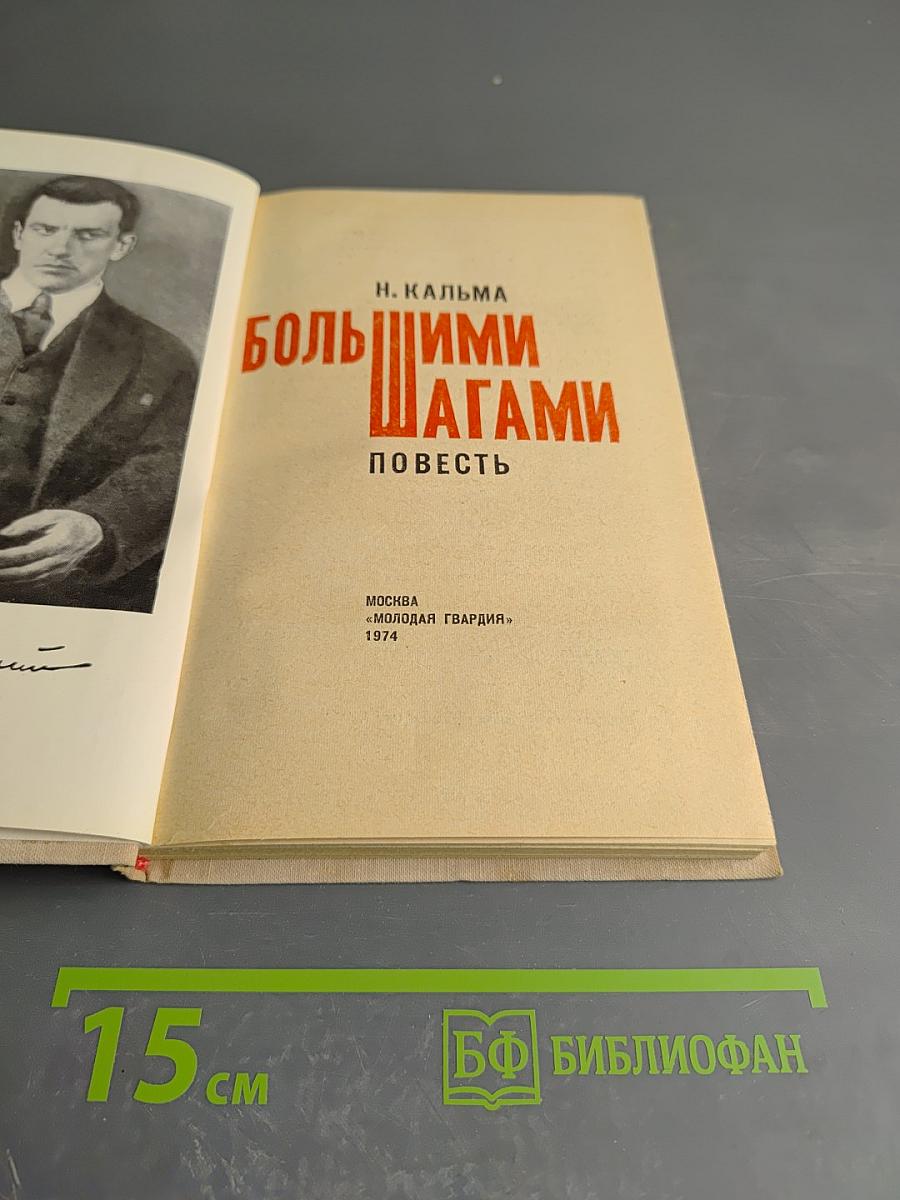 Н. КАЛЬМА
БОЛЬШИМИ
ШАГАМИ
ПОВЕСТЬ
МОСКВА
«МОЛОДАЯ ГВАРДИЯ»
1974
15 см
БФ БИБЛИОФАН